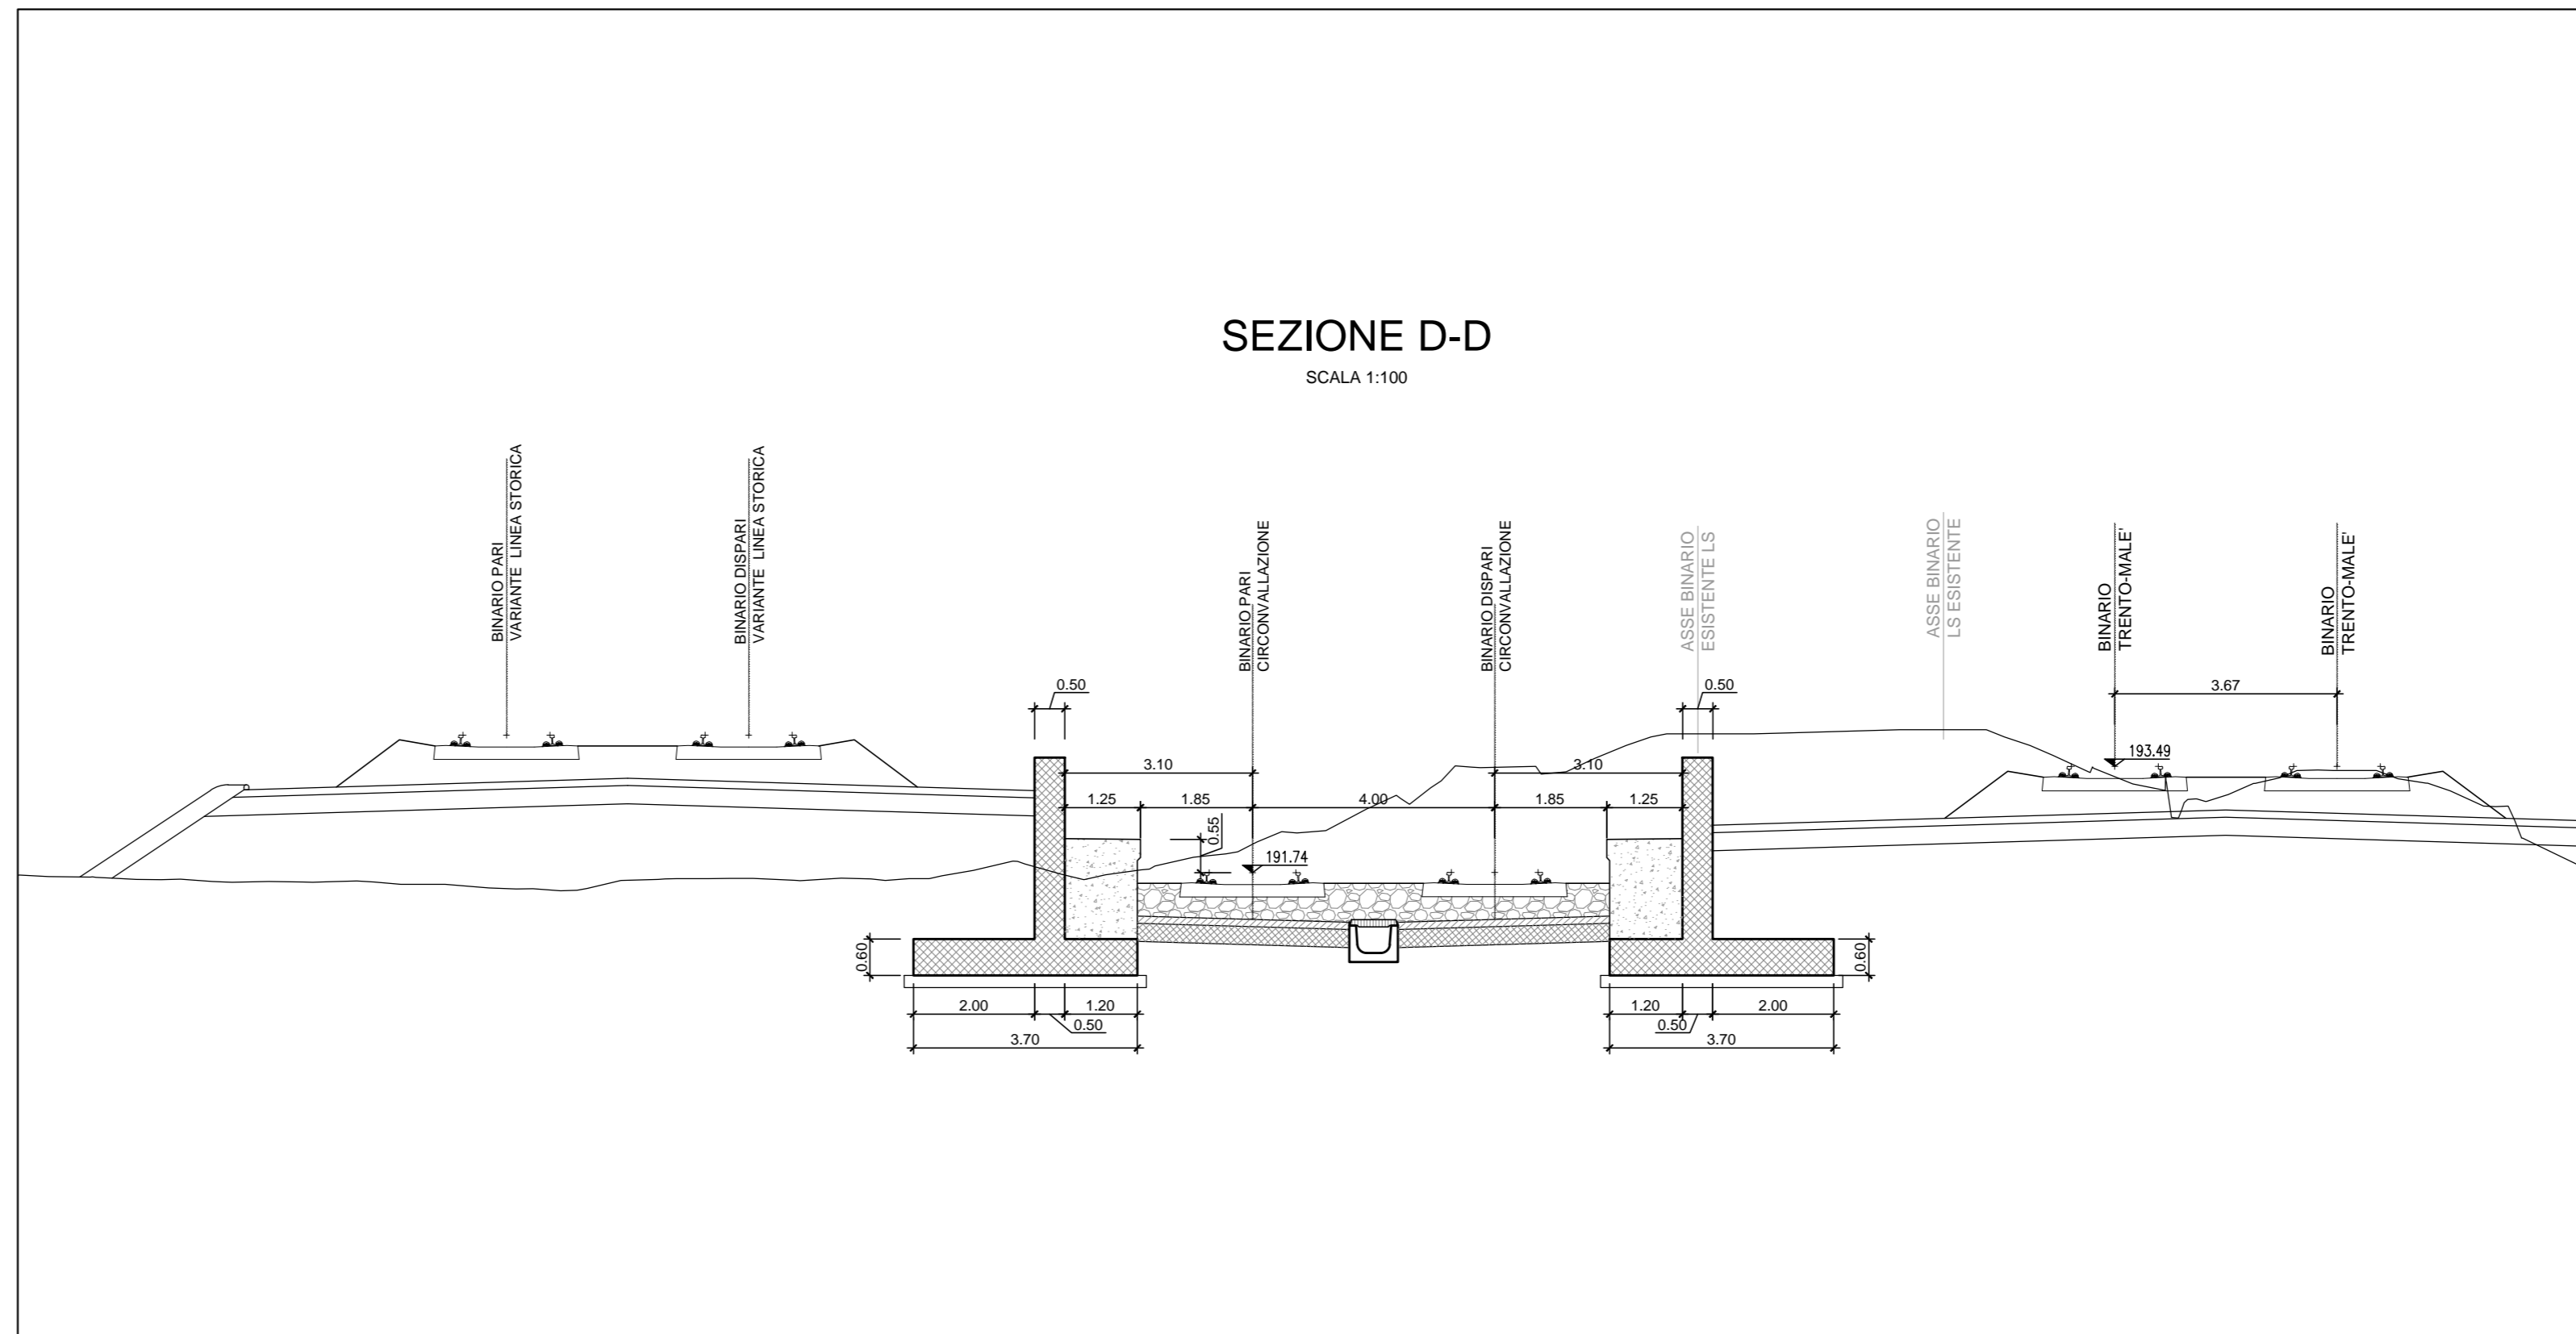 SEZIONE D-D
SCALA 1:100
BINARIO PARI
VARIANTE LINEA STORICA
BINARIO DISPARI
VARIANTE LINEA STORICA
BINARIO PARI
CIRCONVALLAZIONE
BINARIO DISPARI
CIRCONVALLAZIONE
ASSE BINARIO
ESISTENTE LS
ASSE BINARIO
LS ESISTENTE
BINARIO
TRENTO-MALE'
BINARIO
TRENTO-MALE'
0.50
0.50
3.67
193.49
3.10
3.10
1.25
1.85
4.00
1.85
1.25
0.55
191.74
0.60
0.60
2.00
1.20
0.50
3.70
1.20
2.00
0.50
3.70